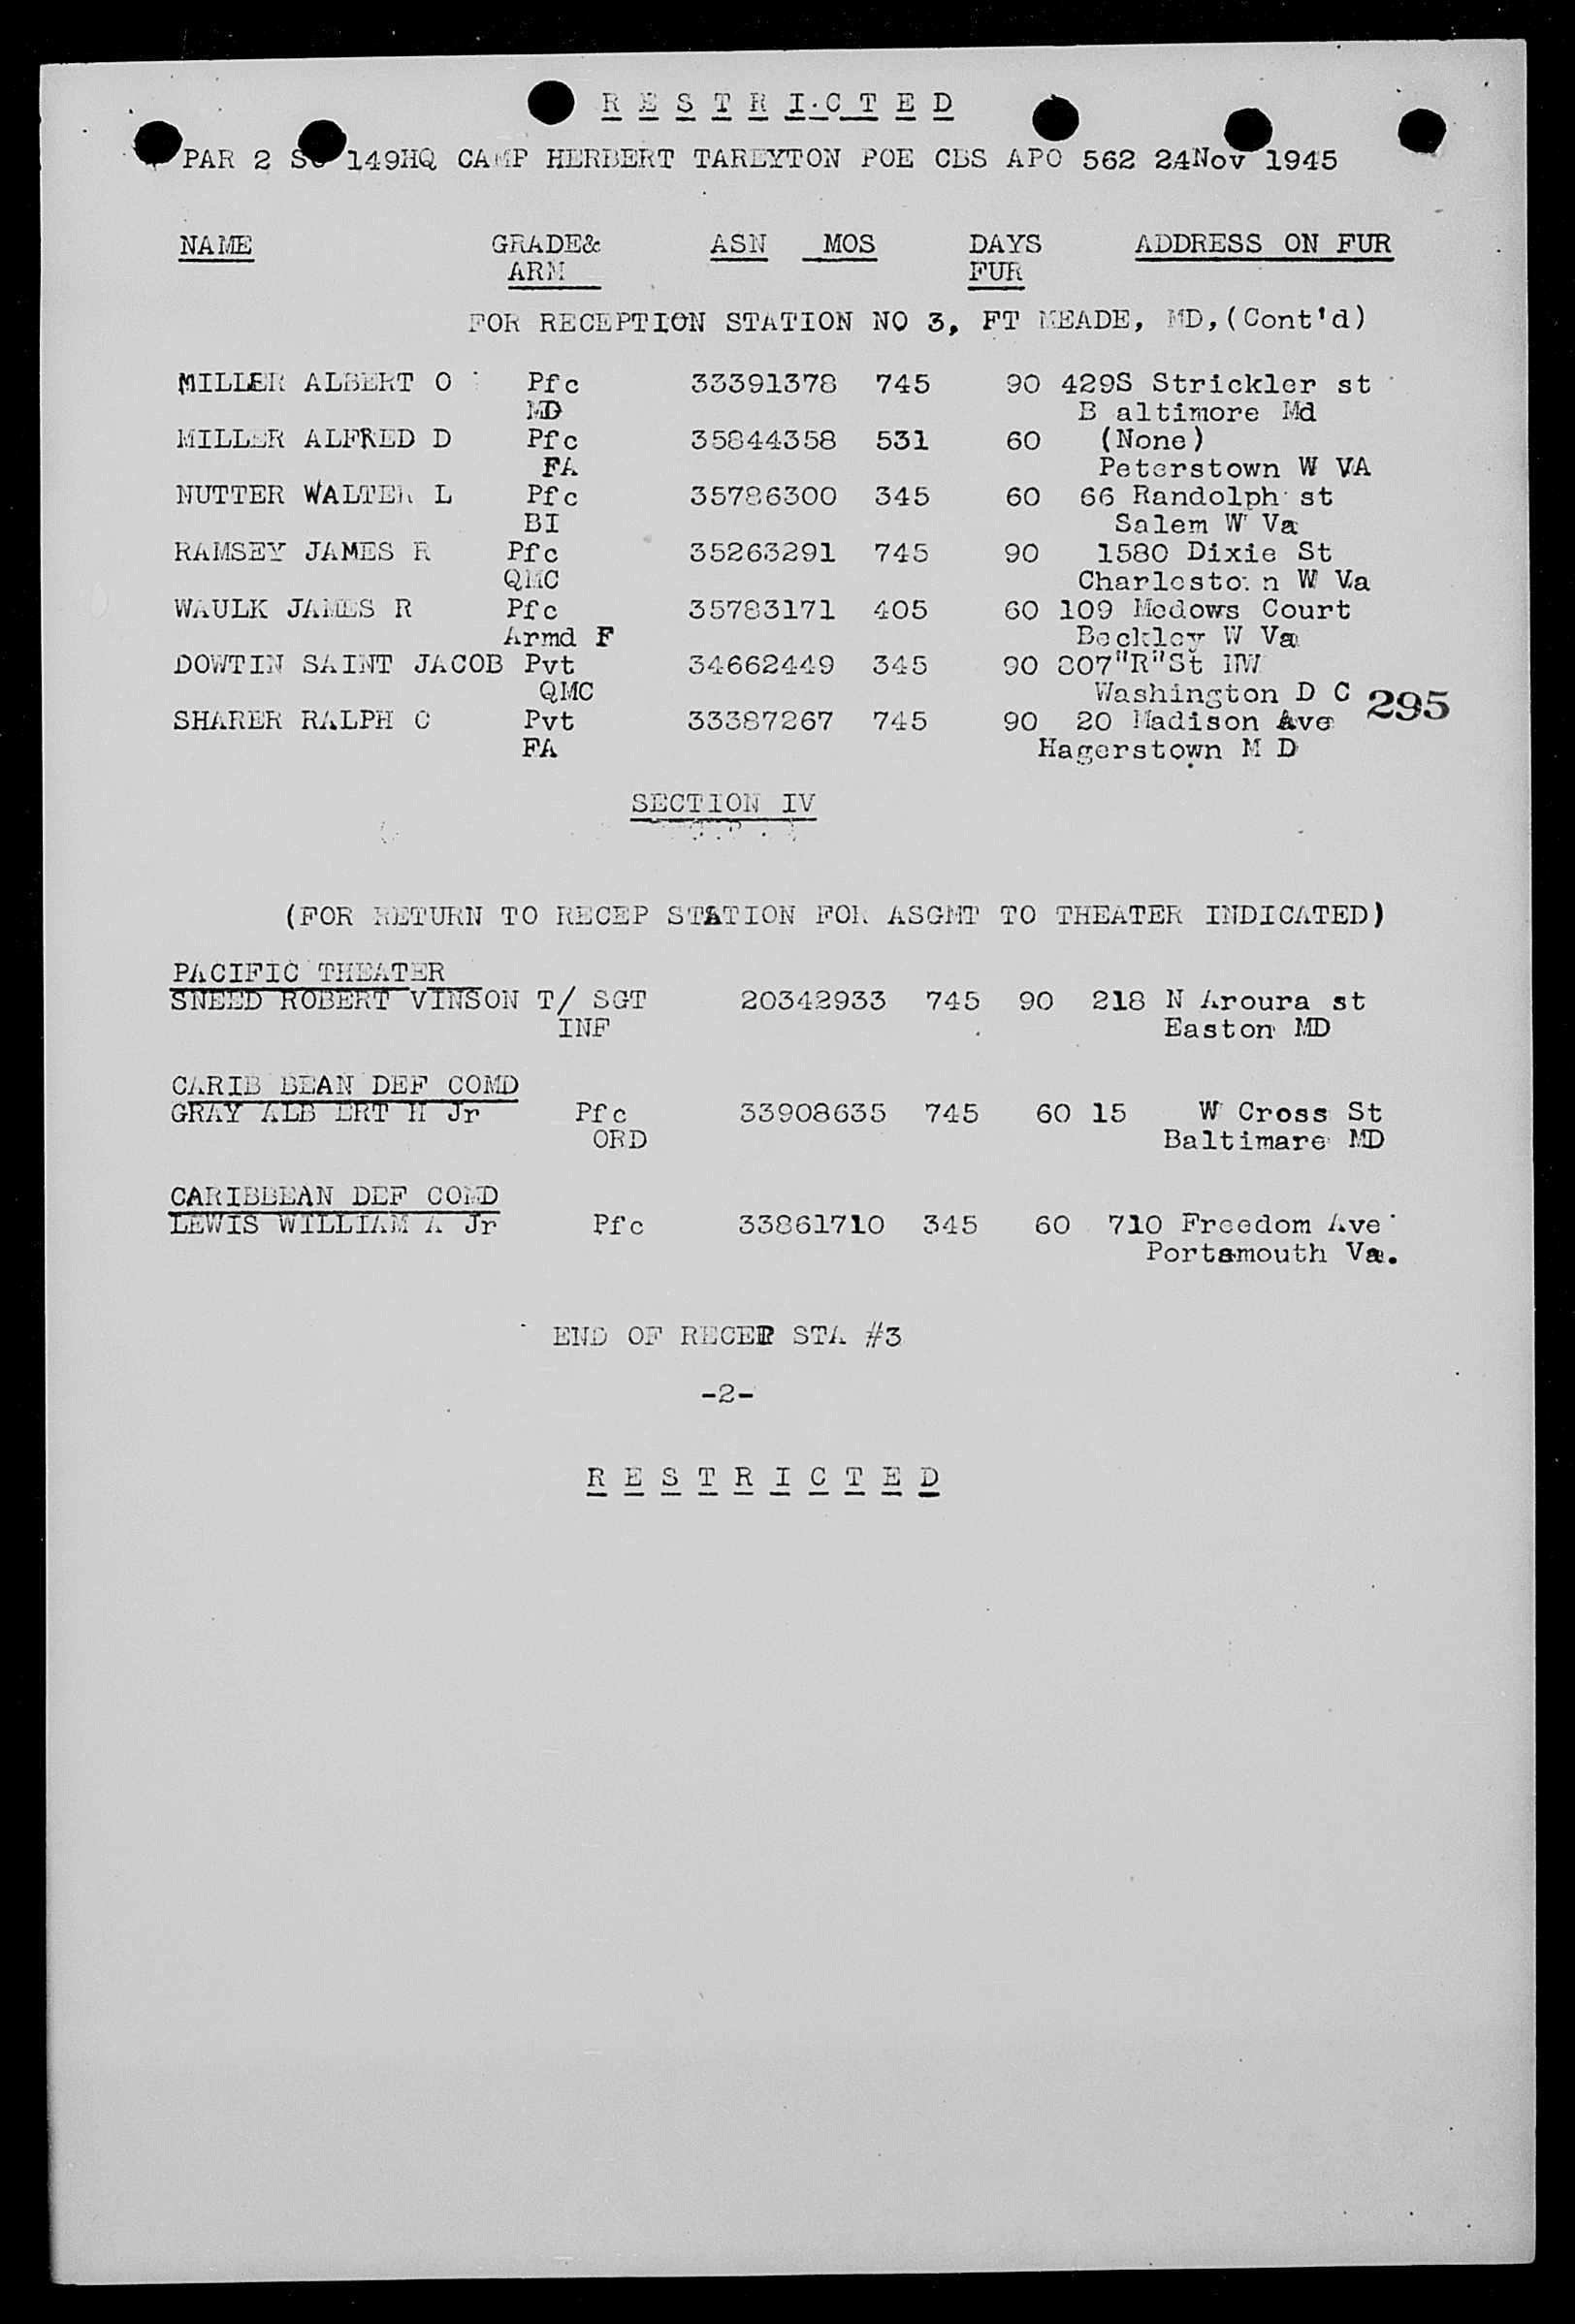 R E S T R I C T E D
PAR 2 SO 149HQ CAMP HERBERT TAREYTON POE CBS APO 562 24Nov 1945
NAME GRADE& ASN MOS DAYS ADDRESS ON FUR
ARM FUR
FOR RECEPTION STATION NO 3, FT MEADE, MD,(Cont'd)
MILLER ALBERT O Pfc 33391378 745 90 429S Strickler st
MD B altimore Md
MILLER ALFRED D Pfc 35844358 531 60 (None)
FA Peterstown W VA
NUTTER WALTER L Pfc 35786300 345 60 66 Randolph st
BI Salem W Va
RAMSEY JAMES R Pfc 35263291 745 90 1580 Dixie St
QMC Charlesto n W Va
WAULK JAMES R Pfc 35783171 405 60 109 Medows Court
Armd F Beckley W Va
DOWTIN SAINT JACOB Pvt 34662449 345 90 807"R"St NW
QMC Washington D C 295
SHARER RALPH C Pvt 33387267 745 90 20 Madison Ave
FA Hagerstown M D
SECTION IV
(FOR RETURN TO RECEP STATION FOR ASGMT TO THEATER INDICATED)
PACIFIC THEATER
SNEED ROBERT VINSON T/ SGT 20342933 745 90 218 N Aroura st
INF Easton MD
CARIB BEAN DEF COMD
GRAY ALB ERT H Jr Pfc 33908635 745 60 15 W Cross St
ORD Baltimare MD
CARIBBEAN DEF COMD
LEWIS WILLIAM A Jr Pfc 33861710 345 60 710 Freedom Ave
Portsmouth Va.
END OF RECEP STA #3
-2-
R E S T R I C T E D